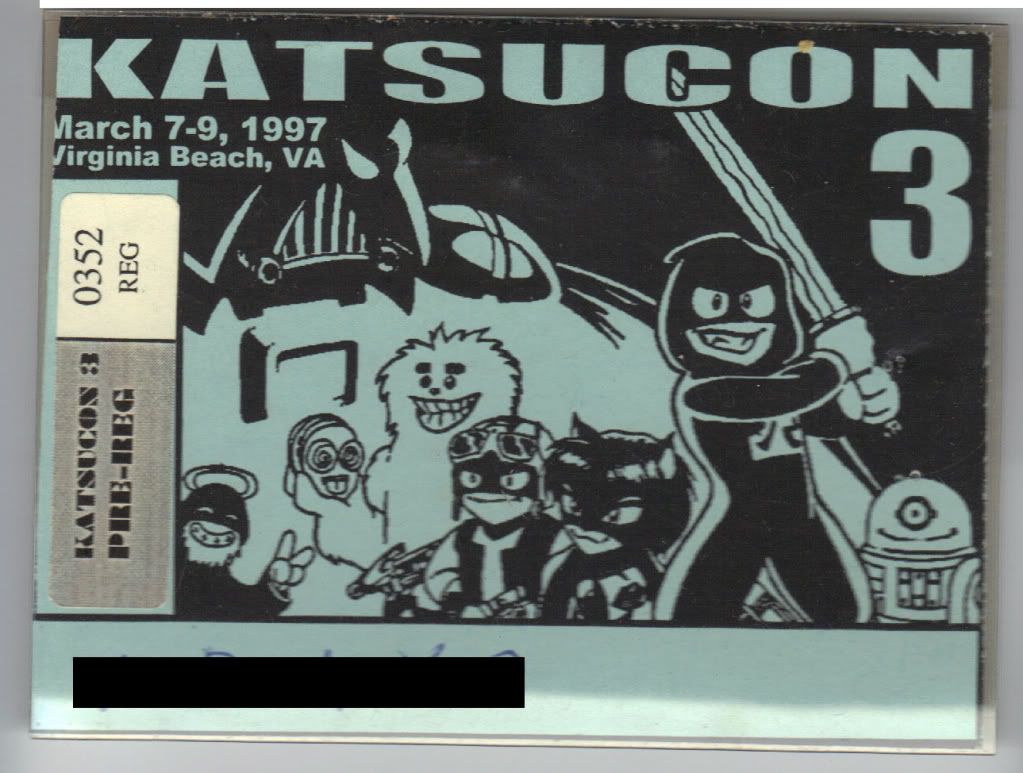 KATSUCON
3
March 7-9, 1997
Virginia Beach, VA
0352
REG
KATSUCON 3
PRE-REG